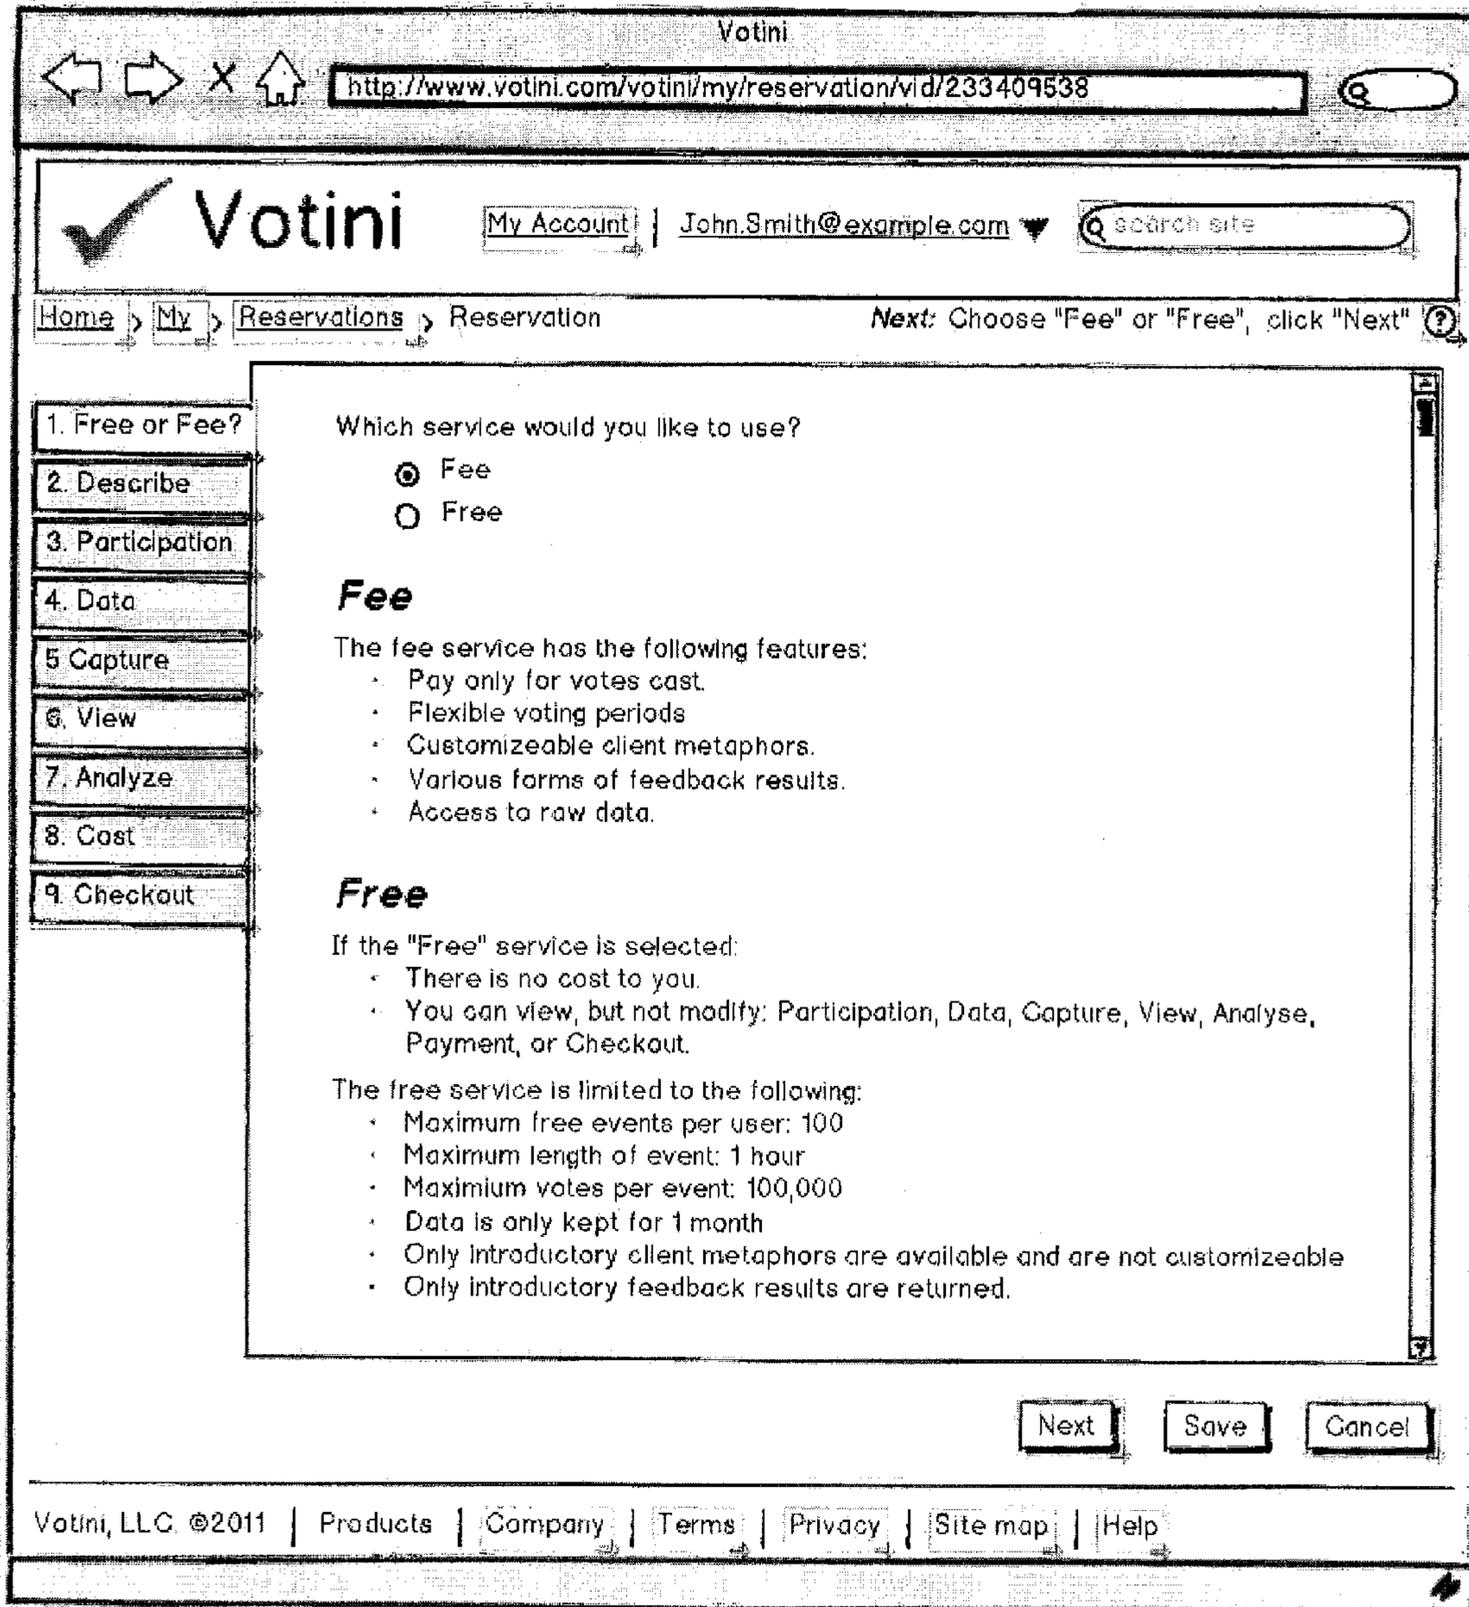 Votini
http://www.votini.com/votini/my/reservation/vid/233409538
Votini
My Account | John.Smith@example.com
search site
Home > My > Reservations > Reservation
Next: Choose "Fee" or "Free", click "Next" ?
1. Free or Fee?
2. Describe
3. Participation
4. Data
5 Capture
6. View
7. Analyze
8. Cost
9. Checkout
Which service would you like to use?
Fee
Free
Fee
The fee service has the following features:
· Pay only for votes cast.
· Flexible voting periods
· Customizeable client metaphors.
· Various forms of feedback results.
· Access to raw data.
Free
If the "Free" service is selected:
· There is no cost to you.
· You can view, but not modify: Participation, Data, Capture, View, Analyse,
Payment, or Checkout.
The free service is limited to the following:
· Maximum free events per user: 100
· Maximum length of event: 1 hour
· Maximium votes per event: 100,000
· Data is only kept for 1 month
· Only introductory client metaphors are available and are not customizeable
· Only introductory feedback results are returned.
Next
Save
Cancel
Votini, LLC. ©2011 | Products | Company | Terms | Privacy | Site map | Help